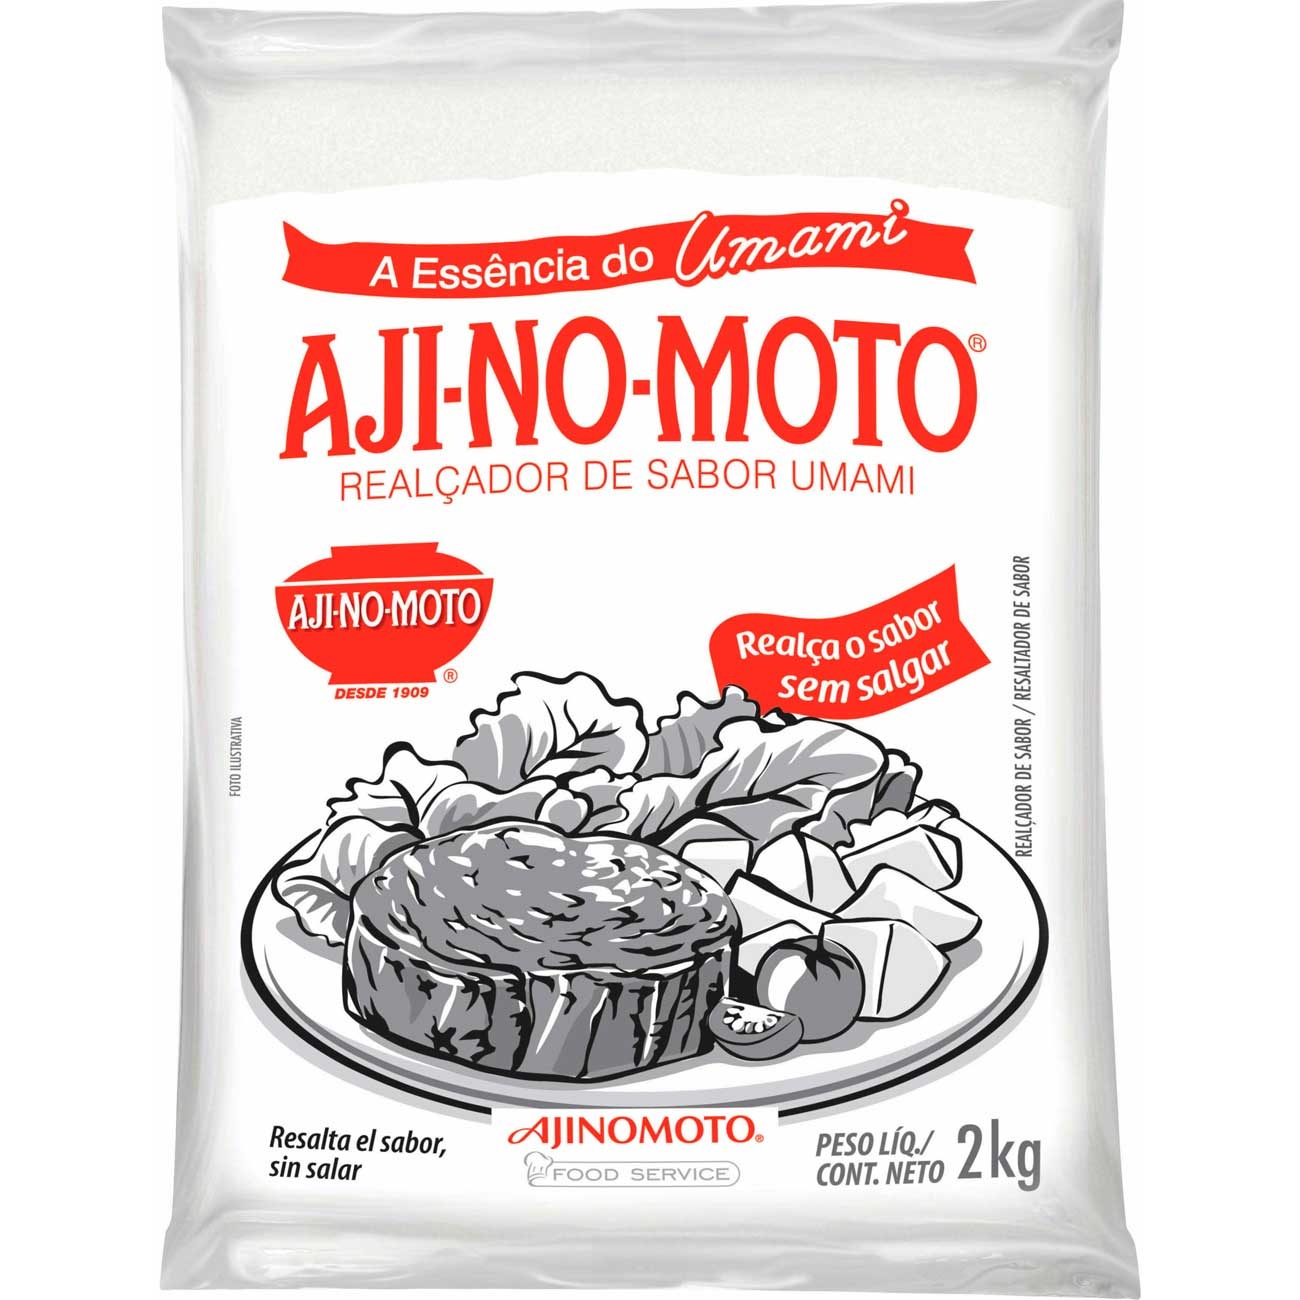 A Essência do Umami
AJI-NO-MOTO®
REALÇADOR DE SABOR UMAMI
AJI-NO-MOTO
®
DESDE 1909
Realça o sabor
sem salgar
FOTO ILUSTRATIVA
REALÇADOR DE SABOR / RESALTADOR DE SABOR
Resalta el sabor,
sin salar
AJINOMOTO®
FOOD SERVICE
PESO LÍQ./
CONT. NETO 2kg